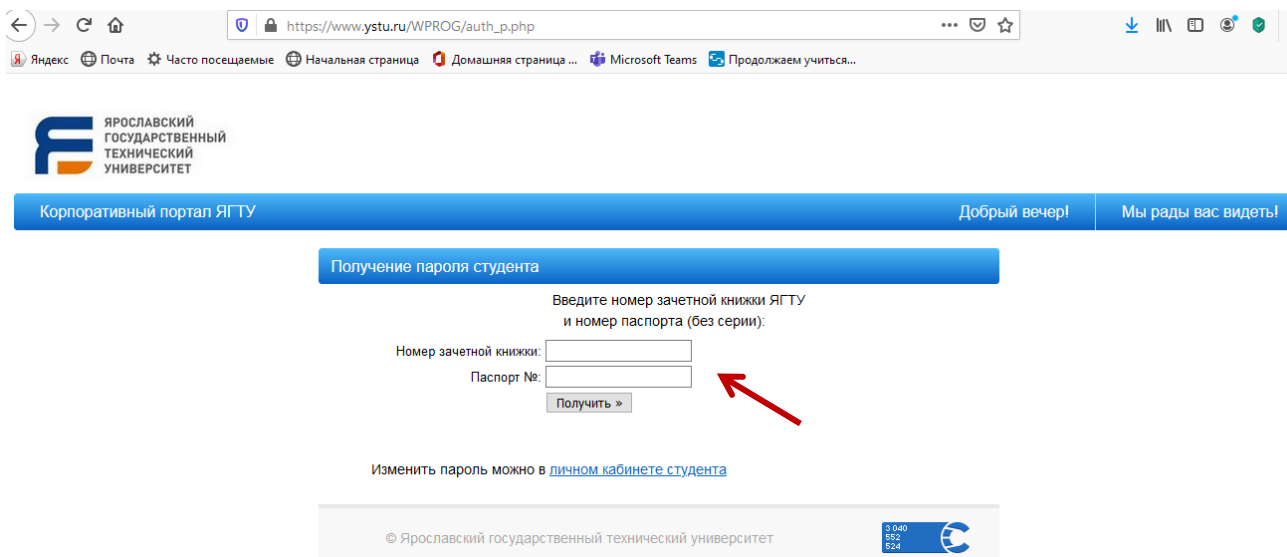 https://www.ystu.ru/WPROG/auth_p.php
Яндекс Почта Часто посещаемые Начальная страница Домашняя страница ... Microsoft Teams Продолжаем учиться...
ЯРОСЛАВСКИЙ
ГОСУДАРСТВЕННЫЙ
ТЕХНИЧЕСКИЙ
УНИВЕРСИТЕТ
Корпоративный портал ЯГТУ Добрый вечер! Мы рады вас видеть!
Получение пароля студента
Введите номер зачетной книжки ЯГТУ
и номер паспорта (без серии):
Номер зачетной книжки:
Паспорт №:
Получить »
Изменить пароль можно в личном кабинете студента
© Ярославский государственный технический университет
3 040
552
524